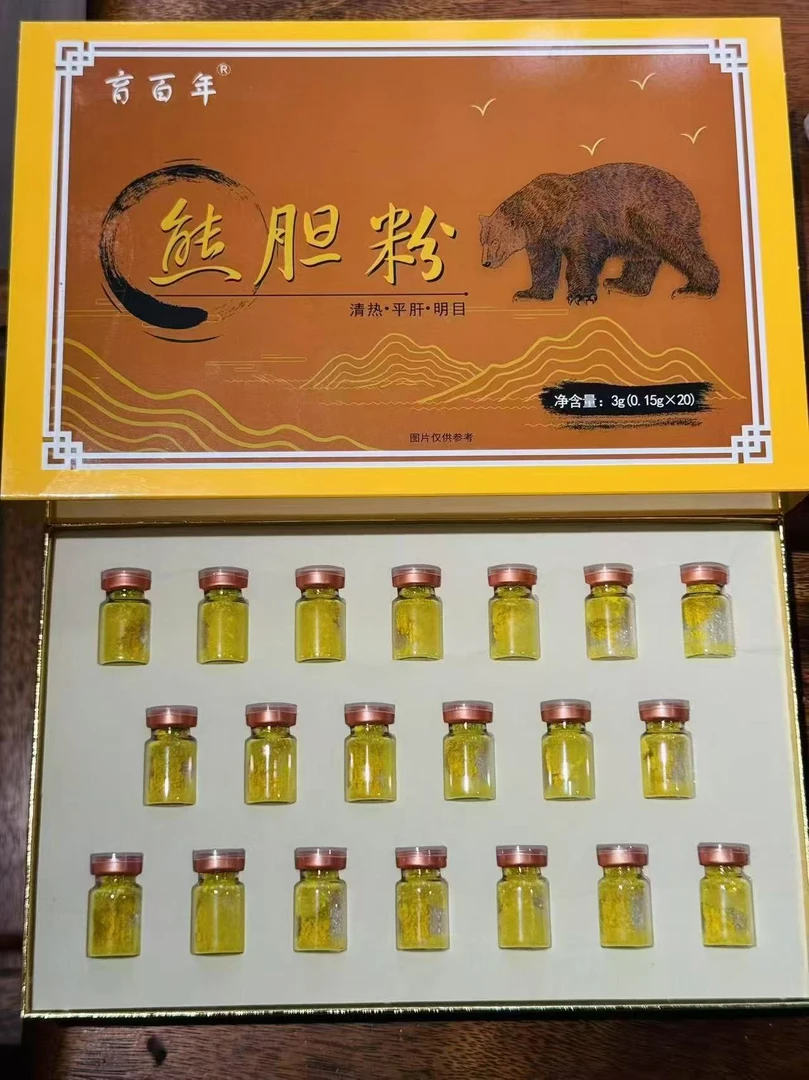 育百年®
熊胆粉
清热·平肝·明目
净含量：3g(0.15g×20)
图片仅供参考